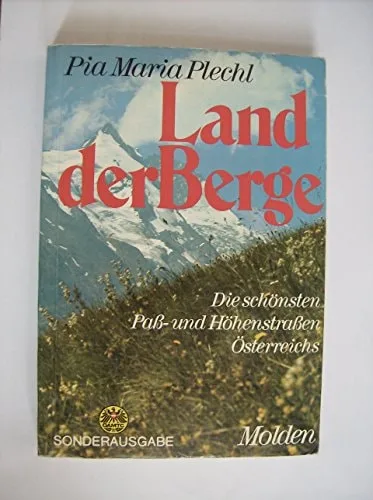 Pia Maria Plechl
Land
der Berge
Die schönsten
Paß- und Höhenstraßen
Österreichs
SONDERAUSGABE
Molden